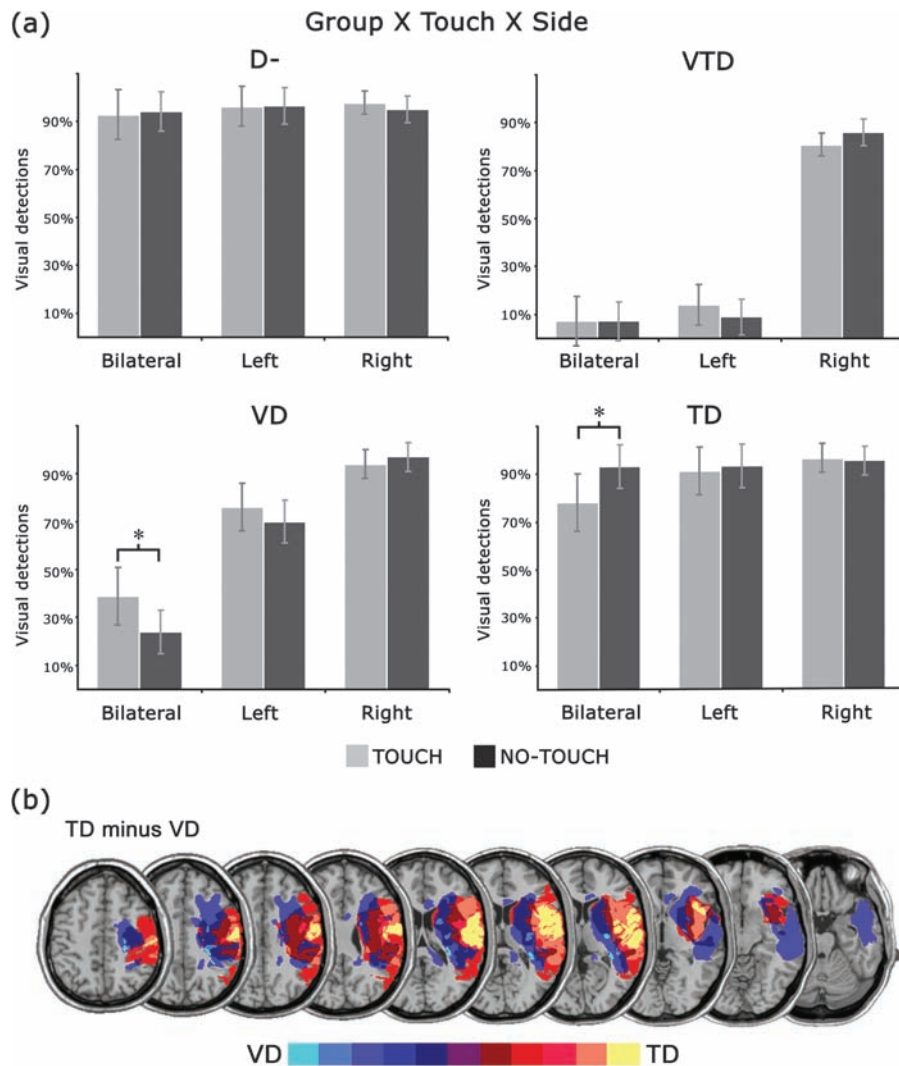 (a)
Group X Touch X Side
D-
VTD
Visual detections
90%
70%
50%
30%
10%
Bilateral Left Right
Visual detections
90%
70%
50%
30%
10%
Bilateral Left Right
VD
TD
Visual detections
90%
70%
50%
30%
10%
*
Bilateral Left Right
Visual detections
90%
70%
50%
30%
10%
*
Bilateral Left Right
TOUCH NO-TOUCH
(b)
TD minus VD
VD TD